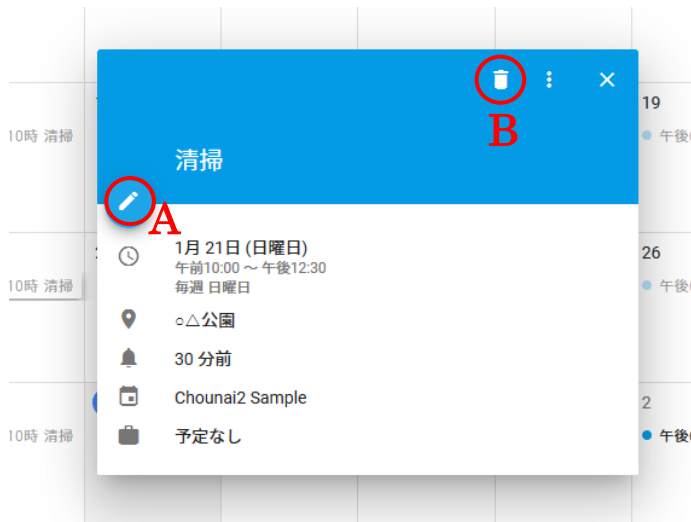 B
19
10時 清掃
午後
清掃
A
1月 21日 (日曜日)
午前10:00 ～ 午後12:30
毎週 日曜日
26
10時 清掃
午後
○△公園
30 分前
Chounai2 Sample
2
10時 清掃
午後
予定なし